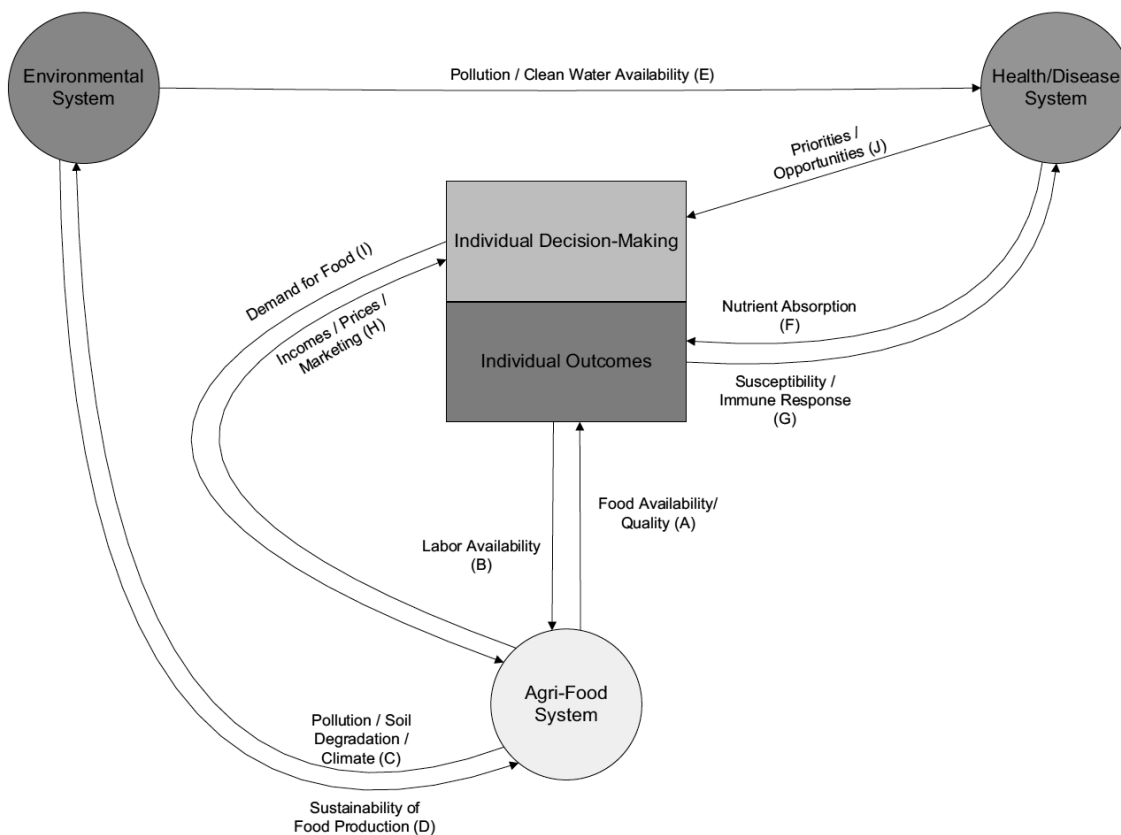 Environmental
System
Pollution / Clean Water Availability (E)
Health/Disease
System
Priorities /
Opportunities (J)
Individual Decision-Making
Demand for Food (I)
Incomes / Prices /
Marketing (H)
Nutrient Absorption
(F)
Individual Outcomes
Susceptibility /
Immune Response
(G)
Food Availability/
Quality (A)
Labor Availability
(B)
Agri-Food
System
Pollution / Soil
Degradation /
Climate (C)
Sustainability of
Food Production (D)